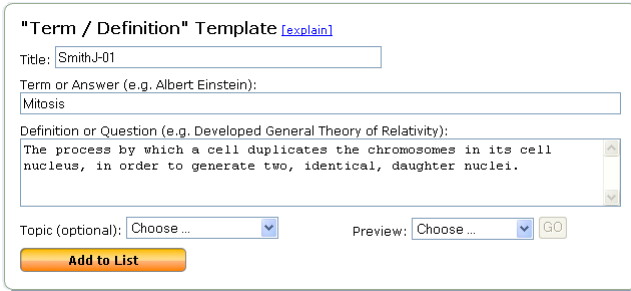 "Term / Definition" Template [explain]
Title: SmithJ-01
Term or Answer (e.g. Albert Einstein):
Mitosis
Definition or Question (e.g. Developed General Theory of Relativity):
The process by which a cell duplicates the chromosomes in its cell
nucleus, in order to generate two, identical, daughter nuclei.
Topic (optional): Choose ... Preview: Choose ... GO
Add to List